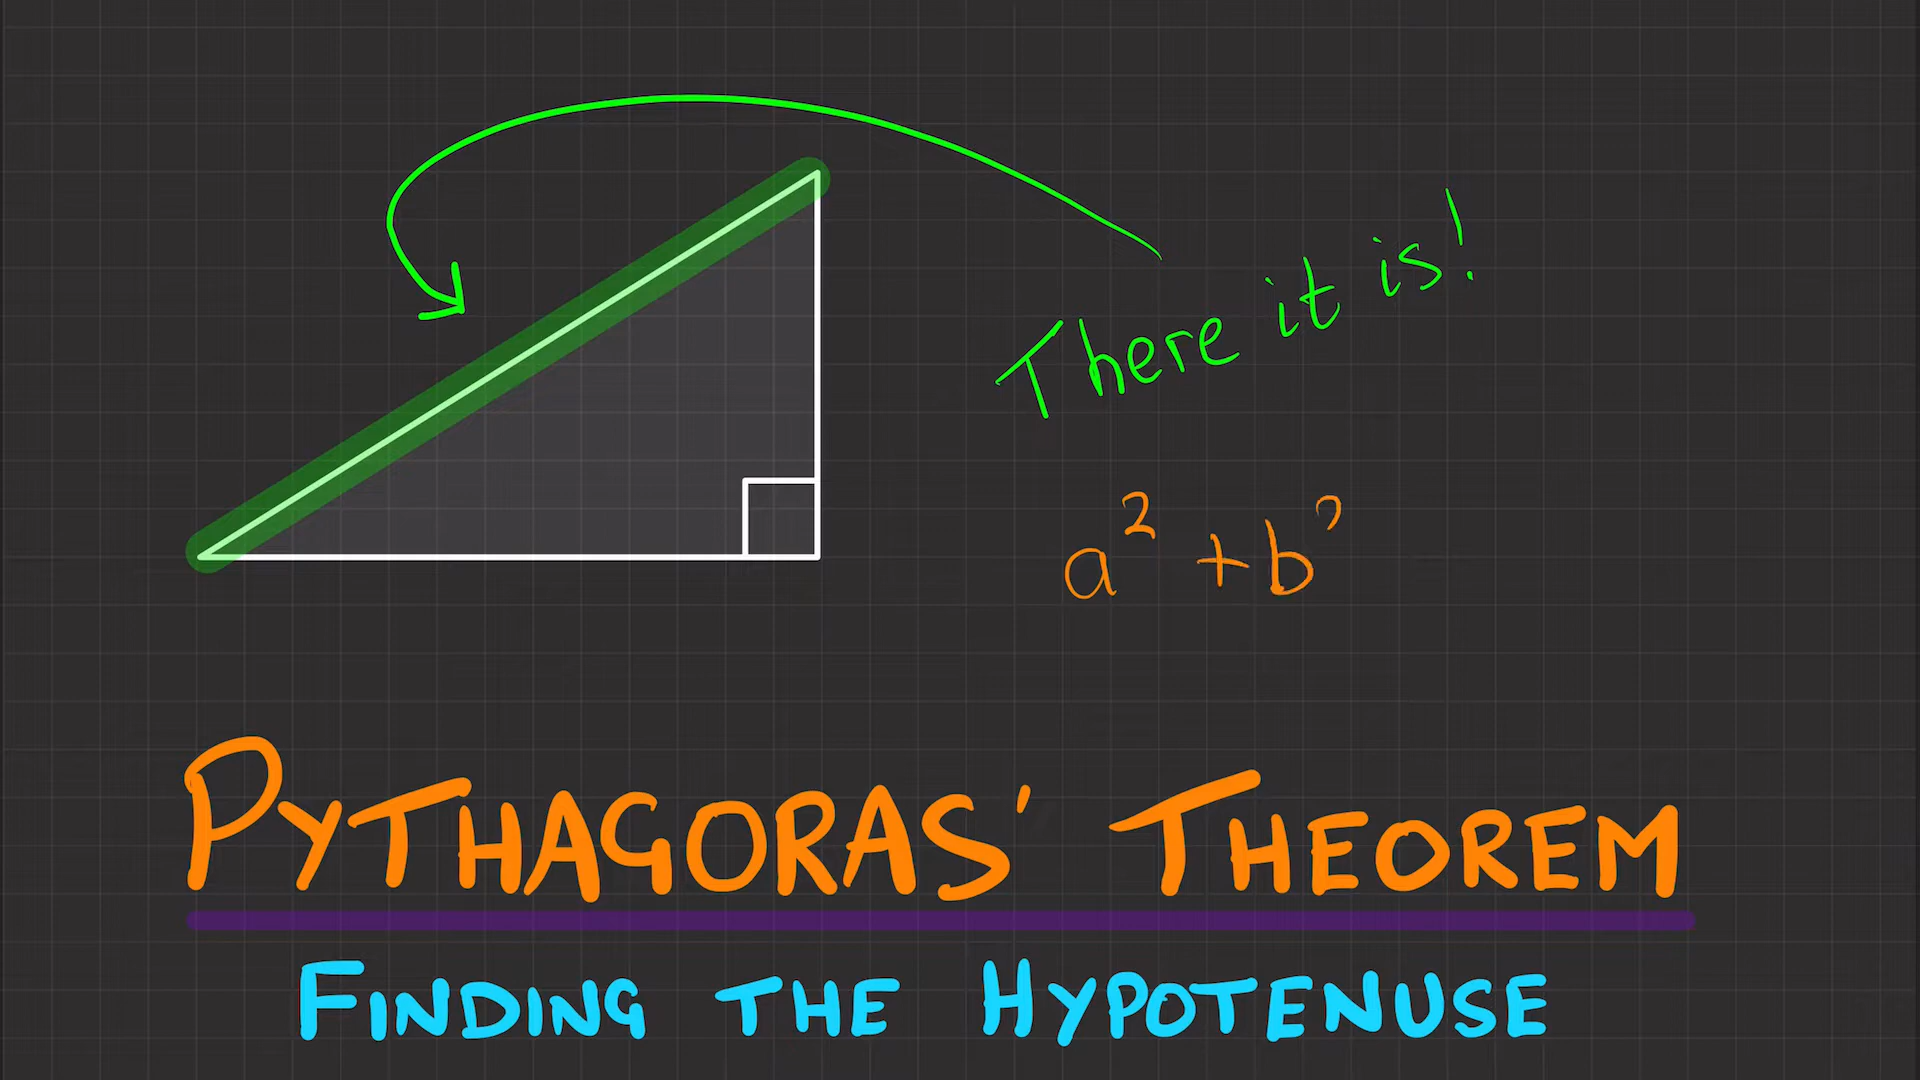 There it is!
a² + b²
PYTHAGORAS' THEOREM
FINDING THE HYPOTENUSE